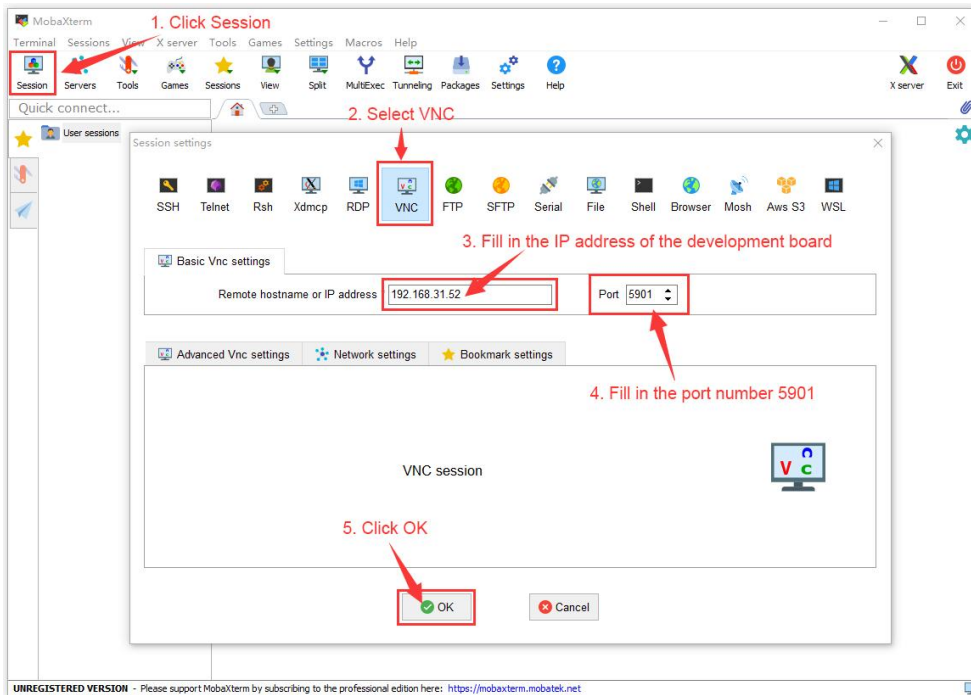 MobaXterm
1. Click Session
Terminal Sessions View X server Tools Games Settings Macros Help
Session Servers Tools Games Sessions View Split MultiExec Tunneling Packages Settings Help X server Exit
Quick connect...
2. Select VNC
User sessions
Session settings
SSH Telnet Rsh Xdmcp RDP VNC FTP SFTP Serial File Shell Browser Mosh Aws S3 WSL
3. Fill in the IP address of the development board
Basic Vnc settings
Remote hostname or IP address * 192.168.31.52 Port 5901
Advanced Vnc settings Network settings Bookmark settings
4. Fill in the port number 5901
VNC session
5. Click OK
OK Cancel
UNREGISTERED VERSION - Please support MobaXterm by subscribing to the professional edition here: https://mobaxterm.mobatek.net